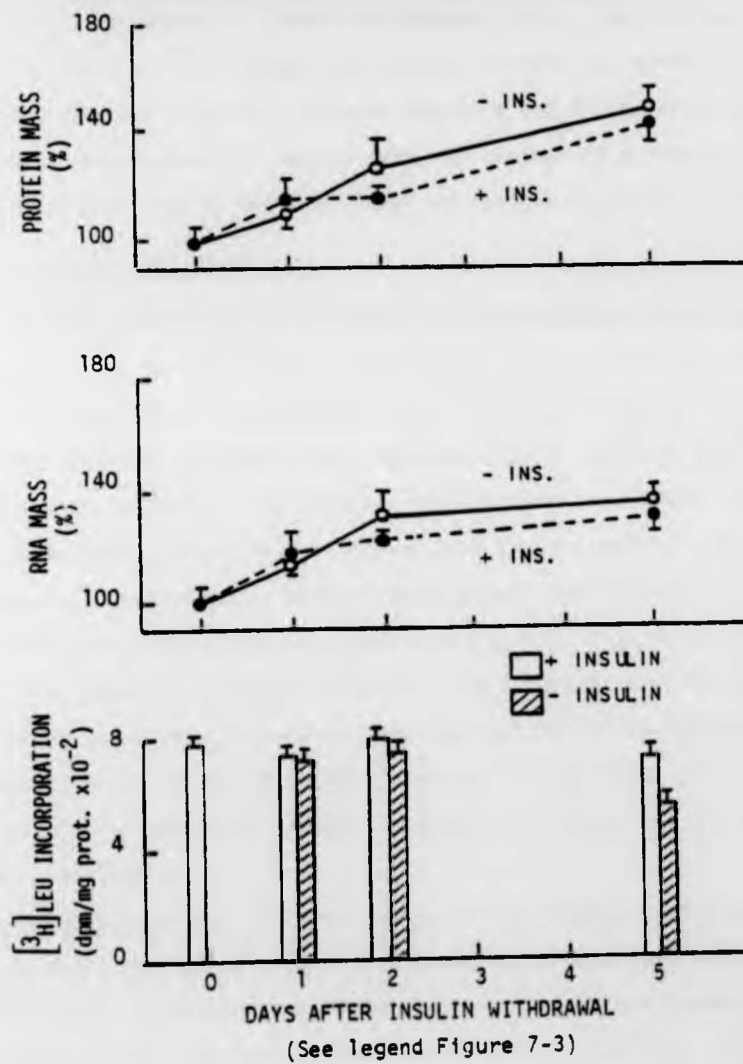 180
140
100
PROTEIN MASS
(%)
- INS.
+ INS.
180
140
100
RNA MASS
(%)
- INS.
+ INS.
+ INSULIN
- INSULIN
8
4
0
[3H]LEU INCORPORATION
(dpm/mg prot. x10-2)
0 1 2 3 4 5
DAYS AFTER INSULIN WITHDRAWAL
(See legend Figure 7-3)